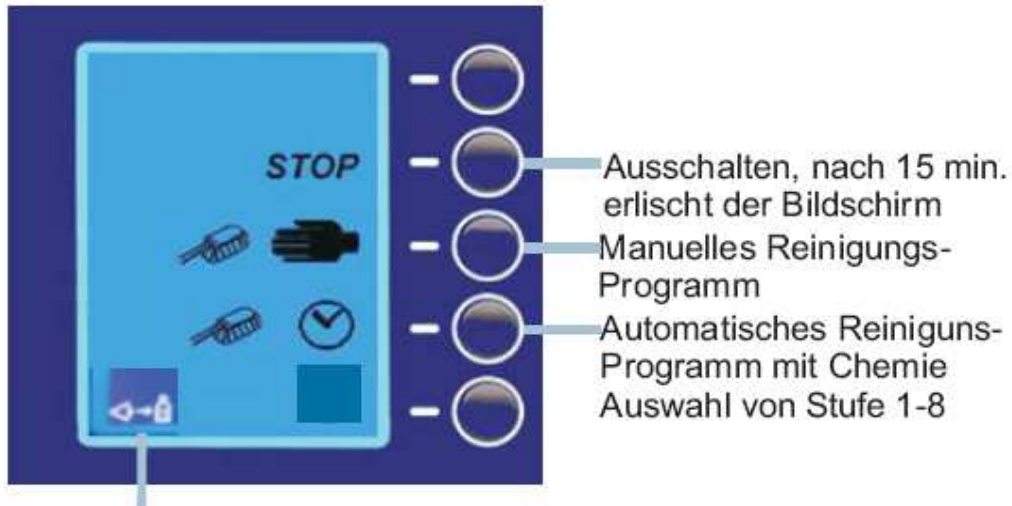 STOP
Ausschalten, nach 15 min.
erlischt der Bildschirm
Manuelles Reinigungs-
Programm
Automatisches Reiniguns-
Programm mit Chemie
Auswahl von Stufe 1-8